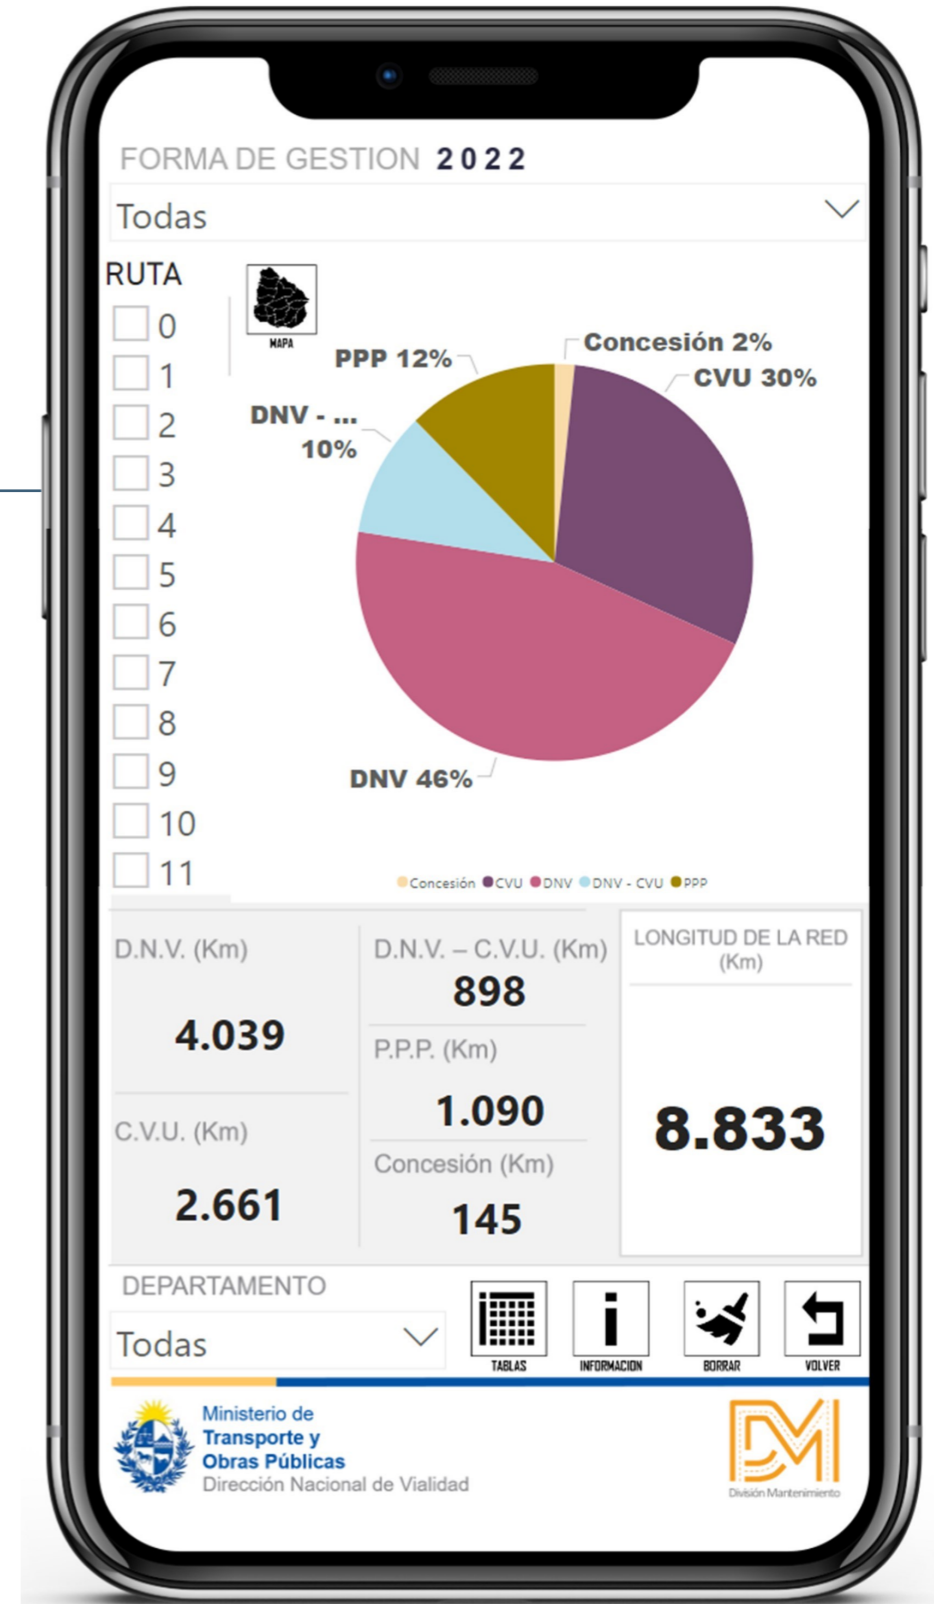 FORMA DE GESTION 2022
Todas
RUTA
0
1
2
3
4
5
6
7
8
9
10
11
MAPA
Concesión 2%
PPP 12%
CVU 30%
DNV - ...
10%
DNV 46%
Concesión CVU DNV DNV - CVU PPP
D.N.V. (Km)
4.039
C.V.U. (Km)
2.661
D.N.V. – C.V.U. (Km)
898
P.P.P. (Km)
1.090
Concesión (Km)
145
LONGITUD DE LA RED
(Km)
8.833
DEPARTAMENTO
Todas
TABLAS
INFORMACION
BORRAR
VOLVER
Ministerio de
Transporte y
Obras Públicas
Dirección Nacional de Vialidad
DM
División Mantenimiento